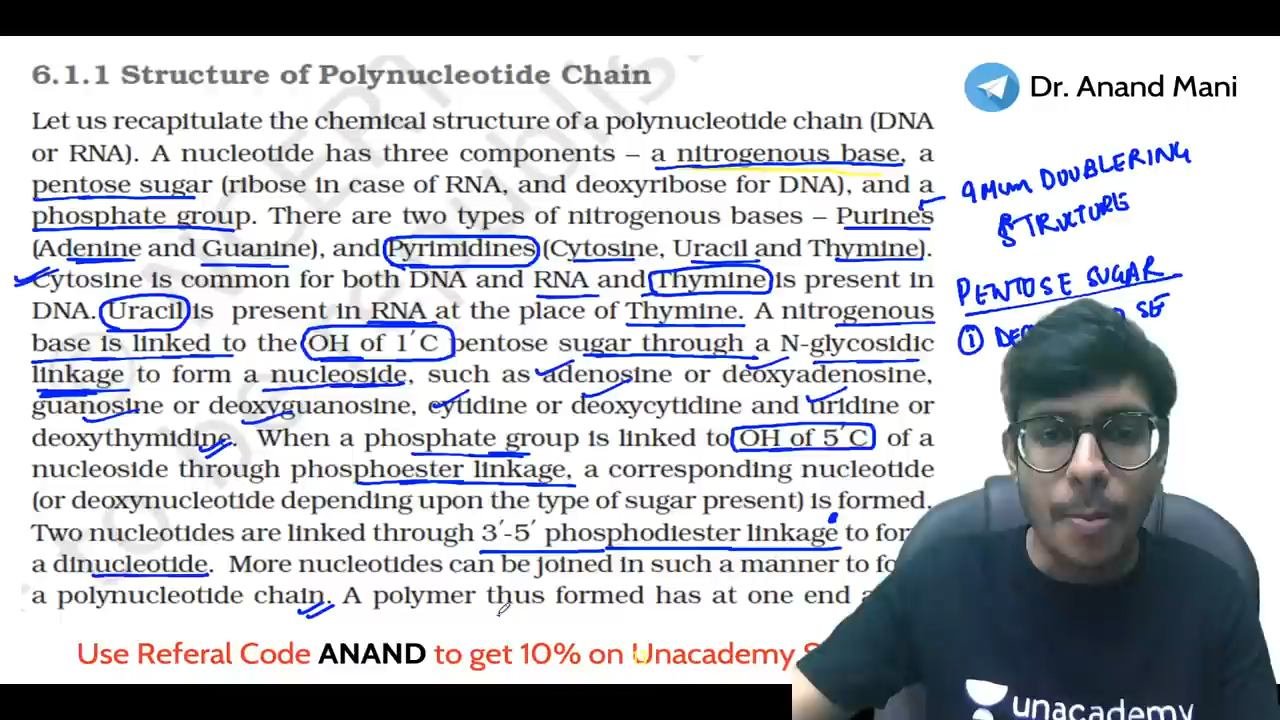 6.1.1 Structure of Polynucleotide Chain
Let us recapitulate the chemical structure of a polynucleotide chain (DNA
or RNA). A nucleotide has three components – a nitrogenous base, a
pentose sugar (ribose in case of RNA, and deoxyribose for DNA), and a
phosphate group. There are two types of nitrogenous bases – Purines
(Adenine and Guanine), and Pyrimidines (Cytosine, Uracil and Thymine).
Cytosine is common for both DNA and RNA and Thymine is present in
DNA. Uracil is present in RNA at the place of Thymine. A nitrogenous
base is linked to the OH of 1′C pentose sugar through a N-glycosidic
linkage to form a nucleoside, such as adenosine or deoxyadenosine,
guanosine or deoxyguanosine, cytidine or deoxycytidine and uridine or
deoxythymidine. When a phosphate group is linked to OH of 5′C of a
nucleoside through phosphoester linkage, a corresponding nucleotide
(or deoxynucleotide depending upon the type of sugar present) is formed.
Two nucleotides are linked through 3′-5′ phosphodiester linkage to
a dinucleotide. More nucleotides can be joined in such a manner to
a polynucleotide chain. A polymer thus formed has at one end
Use Referal Code ANAND to get 10% on Unacademy
Dr. Anand Mani
DOUBLERING
STRUCTURE
PENTOSE SUGAR
(i)
unacademy